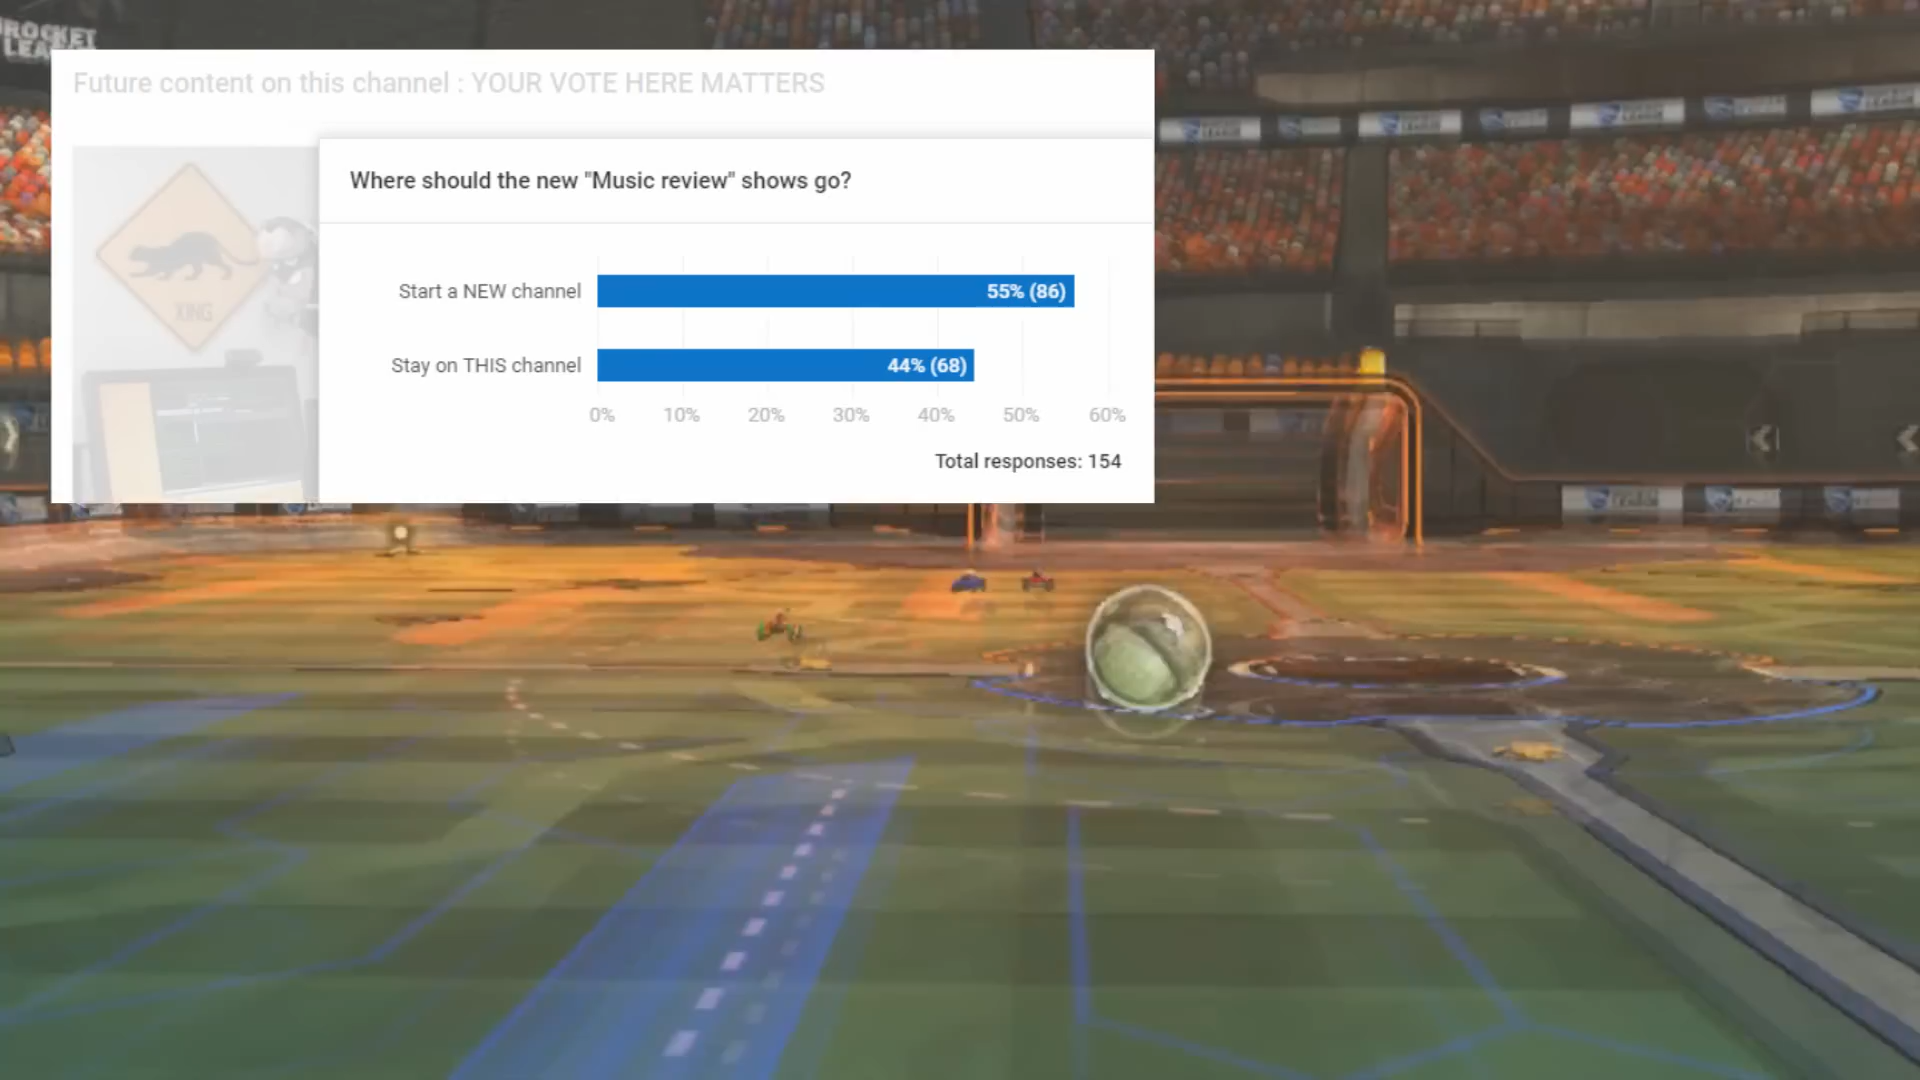 ROCKET
LEAGUE
Future content on this channel : YOUR VOTE HERE MATTERS
Where should the new "Music review" shows go?
XING
Start a NEW channel
55% (86)
Stay on THIS channel
44% (68)
0% 10% 20% 30% 40% 50% 60%
Total responses: 154